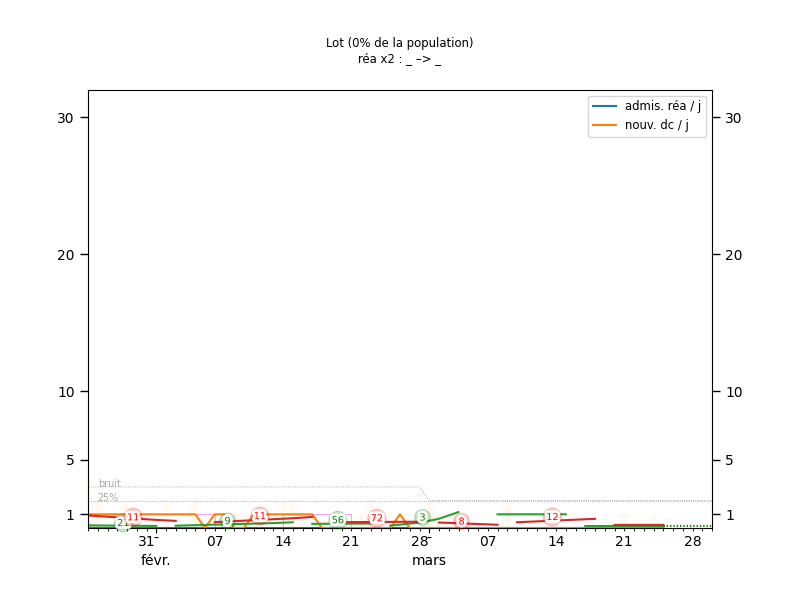 Lot (0% de la population)
réa x2 : _ −> _
admis. réa / j
nouv. dc / j
30 30
20 20
10 10
5 5
bruit
25%
1 1
21 11 9 11 56 72 3 8 12
31- 07 14 21 28- 07 14 21 28
févr. mars